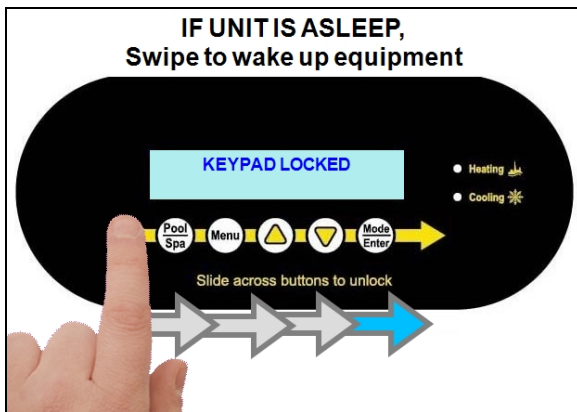 IF UNIT IS ASLEEP,
Swipe to wake up equipment
KEYPAD LOCKED
Heating
Cooling
Pool
Spa
Menu
Mode
Enter
Slide across buttons to unlock